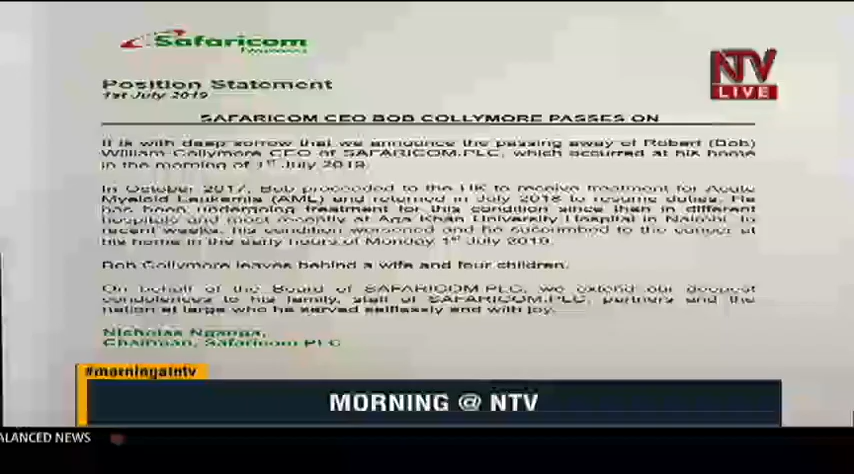 Safaricom
NTV
LIVE
Position Statement
1st July 2019
SAFARICOM CEO BOB COLLYMORE PASSES ON
It is with deep sorrow that we announce the passing away of Robert (Bob)
William Collymore CEO of SAFARICOM.PLC, which occurred at his home
in the morning of 1st July 2019.
In October 2017, Bob proceeded to the UK to receive treatment for Acute
Myeloid Leukemia (AML) and returned in July 2018 to resume duties. He
has been undergoing treatment for this condition since then in different
hospitals and most recently at Aga Khan University Hospital in Nairobi. In
recent weeks, his condition worsened and he succumbed to the cancer at
his home in the early hours of Monday 1st July 2019.
Bob Collymore leaves behind a wife and four children.
On behalf of the Board of SAFARICOM.PLC, we extend our deepest
condolences to his family, staff of SAFARICOM.PLC, partners and the
nation at large who he served selflessly and with joy.
Nicholas Nganga,
Chairman, Safaricom PLC
#morningatntv
MORNING @ NTV
ALANCED NEWS